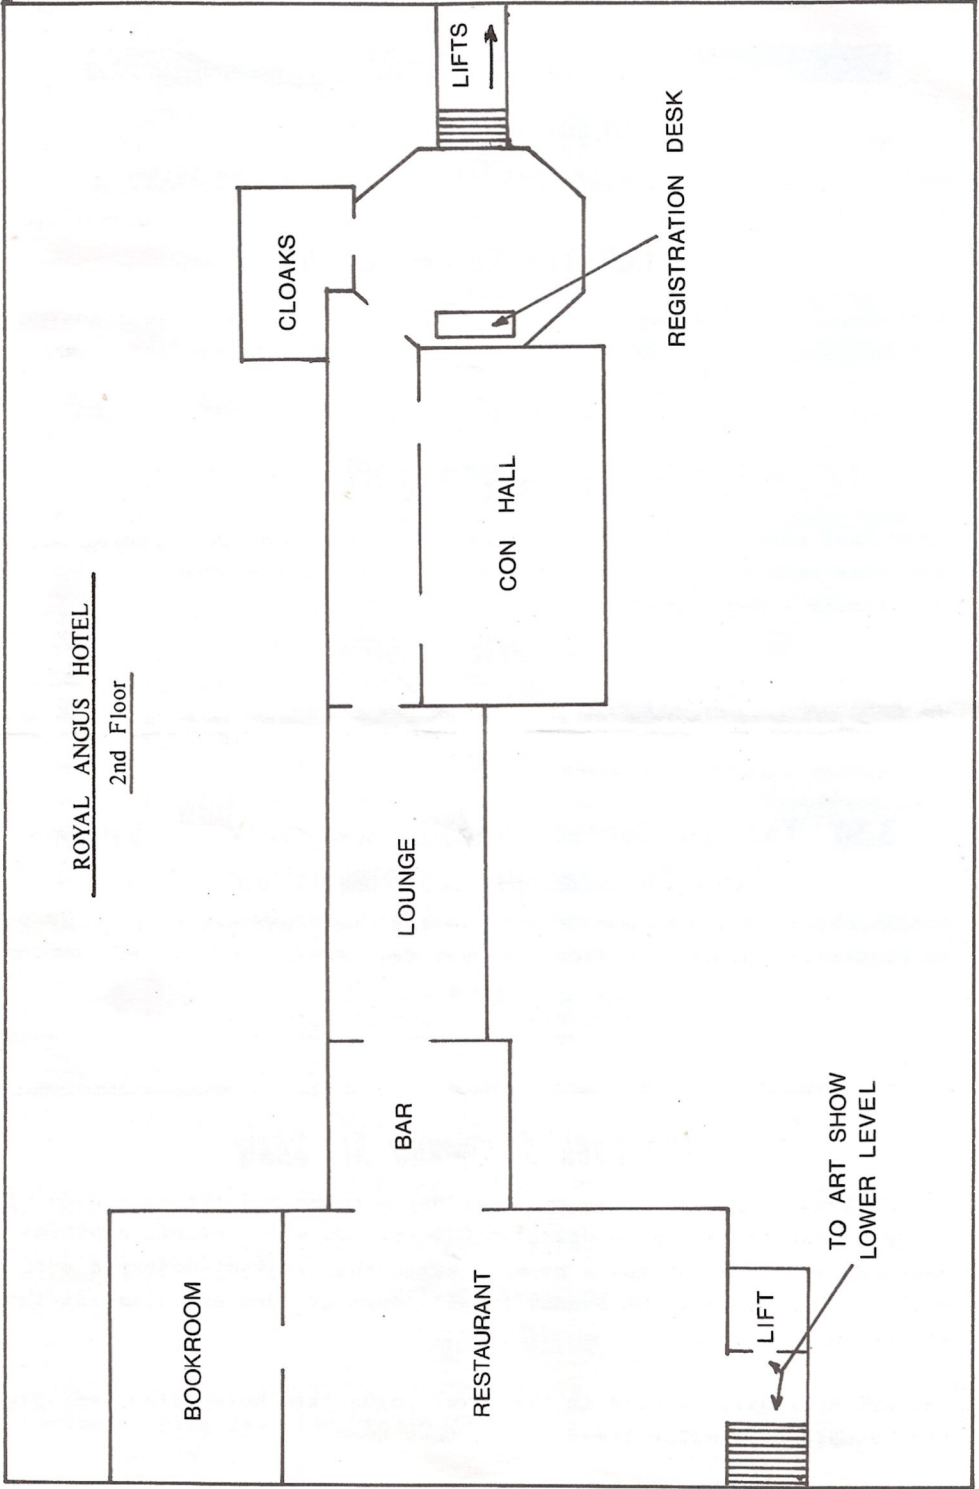 ROYAL ANGUS HOTEL
2nd Floor
BOOKROOM
RESTAURANT
LIFT
TO ART SHOW
LOWER LEVEL
BAR
LOUNGE
CON HALL
CLOAKS
REGISTRATION DESK
LIFTS